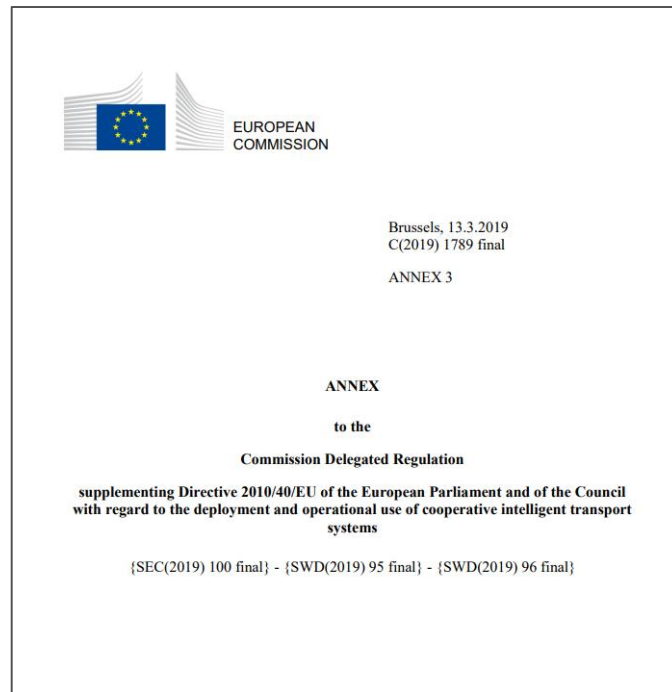 EUROPEAN
COMMISSION
Brussels, 13.3.2019
C(2019) 1789 final
ANNEX 3
ANNEX
to the
Commission Delegated Regulation
supplementing Directive 2010/40/EU of the European Parliament and of the Council
with regard to the deployment and operational use of cooperative intelligent transport
systems
{SEC(2019) 100 final} - {SWD(2019) 95 final} - {SWD(2019) 96 final}